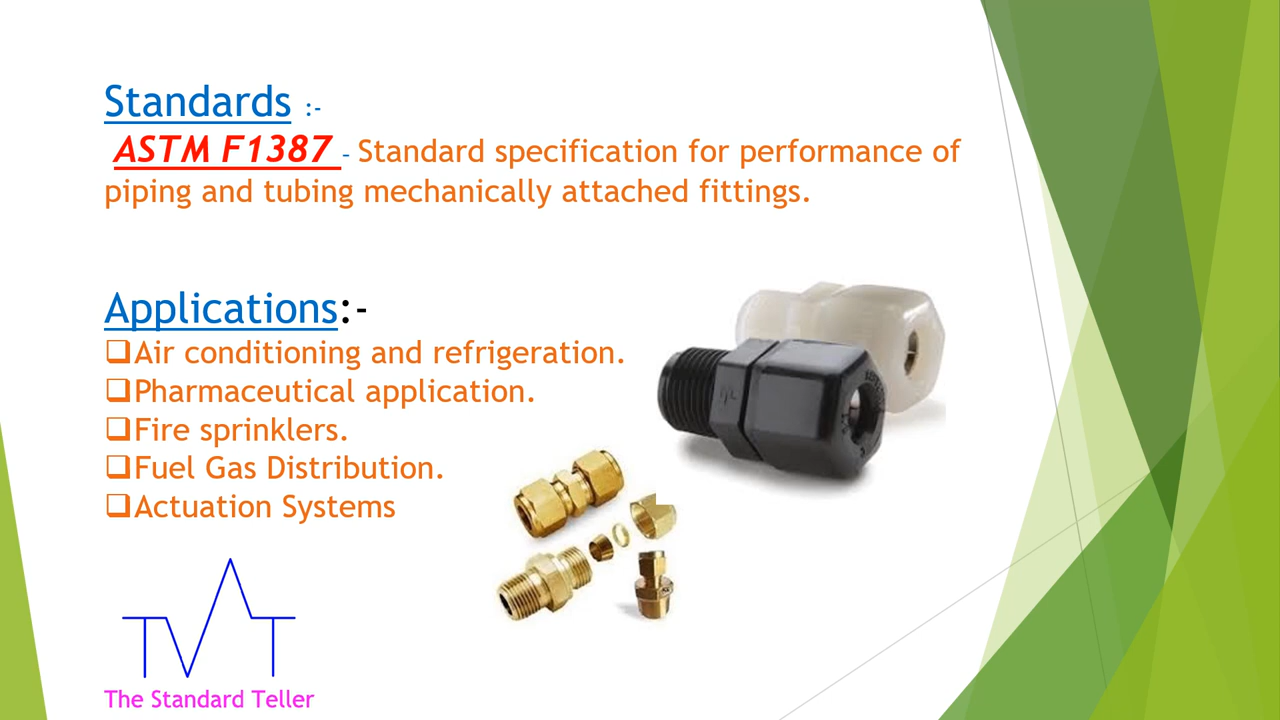 Standards :-
ASTM F1387 – Standard specification for performance of
piping and tubing mechanically attached fittings.
Applications:-
❑Air conditioning and refrigeration.
❑Pharmaceutical application.
❑Fire sprinklers.
❑Fuel Gas Distribution.
❑Actuation Systems
The Standard Teller